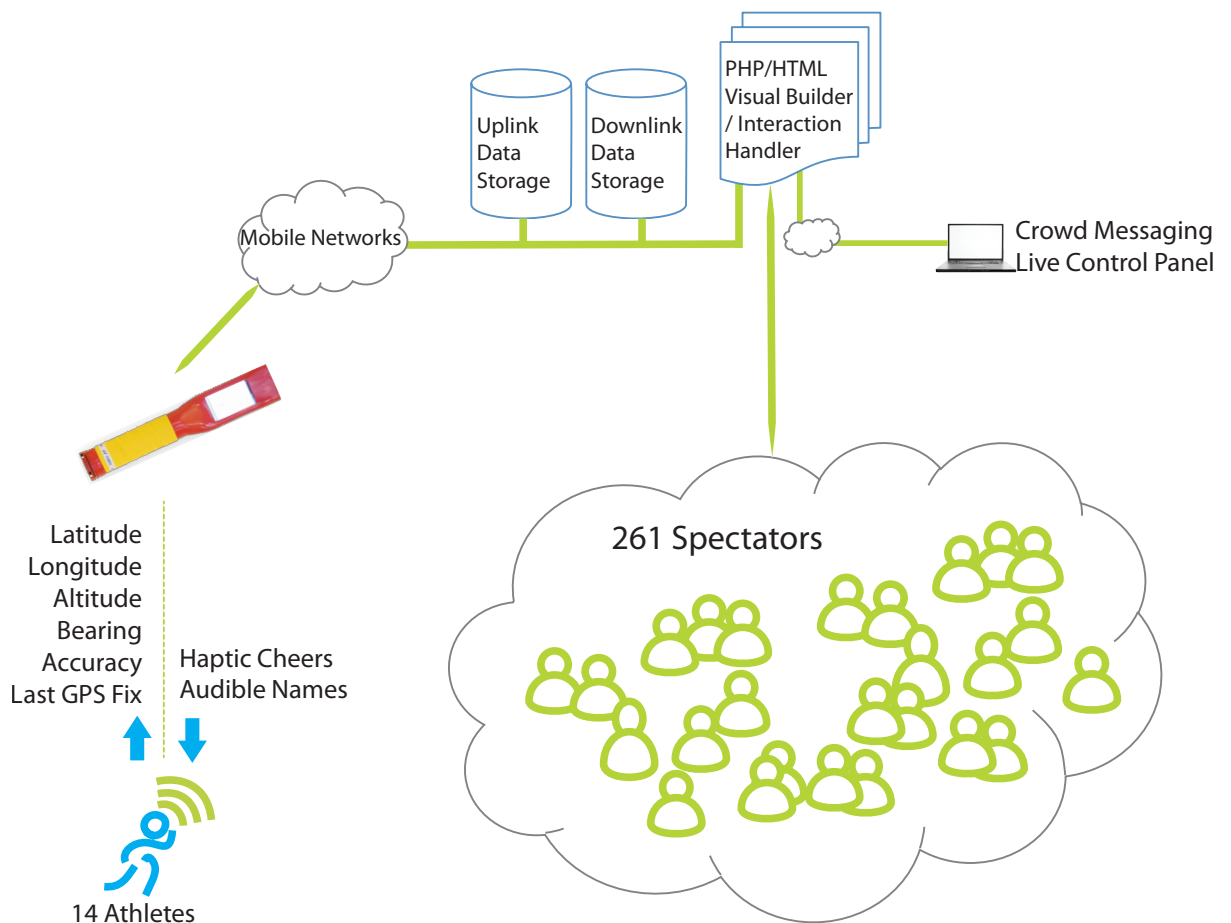 PHP/HTML
Visual Builder
/ Interaction
Handler
Uplink
Data
Storage
Downlink
Data
Storage
Mobile Networks
Crowd Messaging
Live Control Panel
261 Spectators
Latitude
Longitude
Altitude
Bearing
Accuracy
Last GPS Fix
Haptic Cheers
Audible Names
14 Athletes